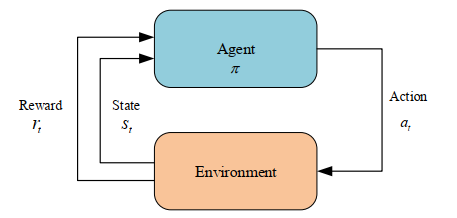 Agent
π
Reward
r_t
State
s_t
Action
a_t
Environment